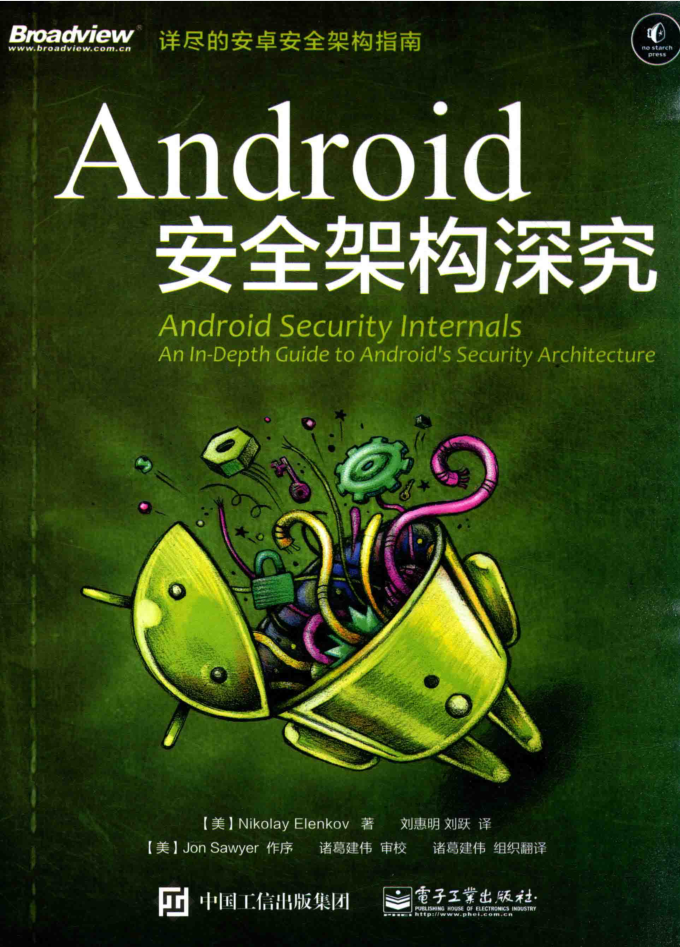 Broadview®
www.broadview.com.cn
详尽的安卓安全架构指南
no starch
press
Android
安全架构深究
Android Security Internals
An In-Depth Guide to Android's Security Architecture
【美】Nikolay Elenkov 著 刘惠明 刘跃 译
【美】Jon Sawyer 作序 诸葛建伟 审校 诸葛建伟 组织翻译
中国工信出版集团
電子工業出版社·
PUBLISHING HOUSE OF ELECTRONICS INDUSTRY
http://www.phei.com.cn